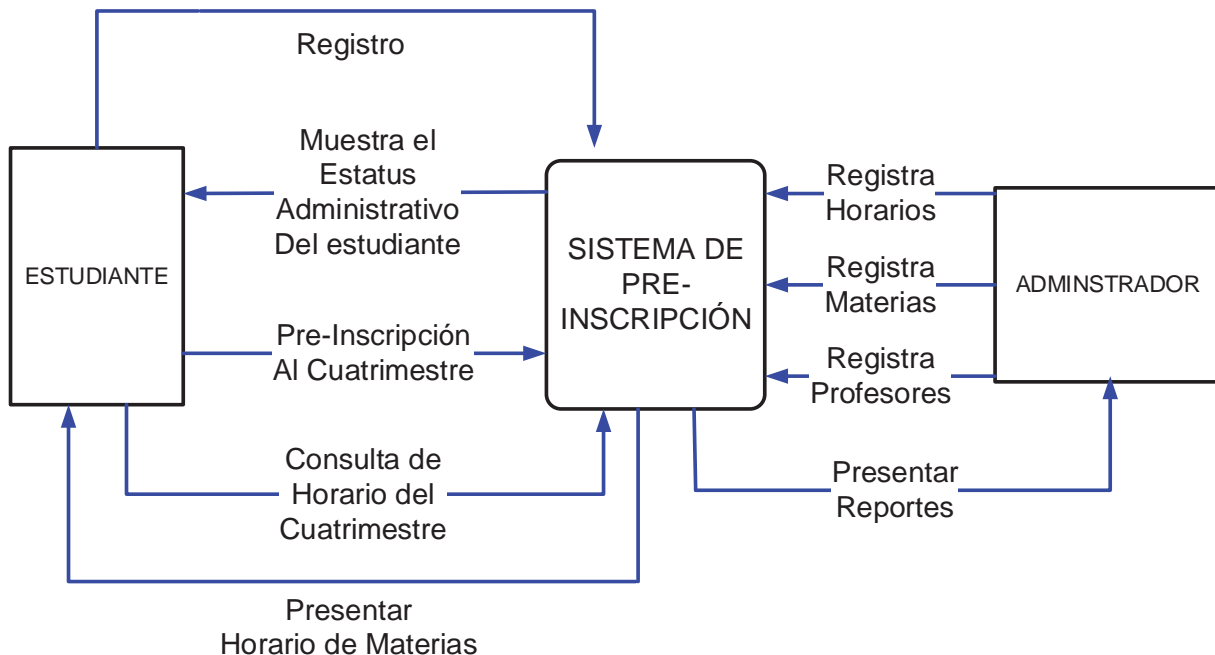 Registro
Muestra el
Estatus
Administrativo
Del estudiante
ESTUDIANTE
Pre-Inscripción
Al Cuatrimestre
Consulta de
Horario del
Cuatrimestre
Presentar
Horario de Materias
SISTEMA DE
PRE-
INSCRIPCIÓN
Registra
Horarios
Registra
Materias
Registra
Profesores
ADMINSTRADOR
Presentar
Reportes